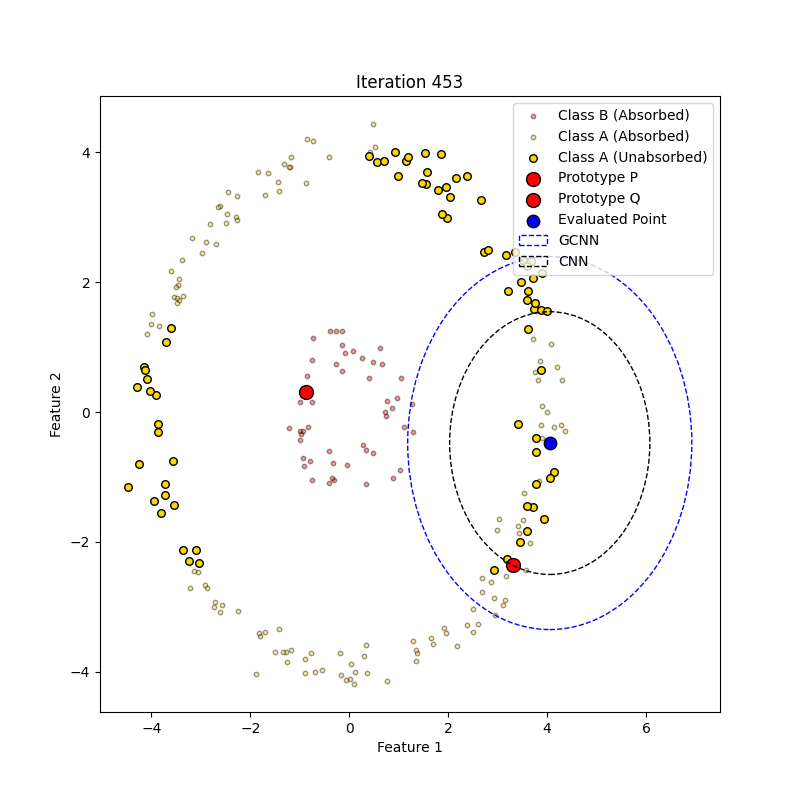 Iteration 453
Class B (Absorbed)
Class A (Absorbed)
Class A (Unabsorbed)
Prototype P
Prototype Q
Evaluated Point
GCNN
CNN
4
2
0
−2
−4
Feature 2
−4
−2
0
2
4
6
Feature 1